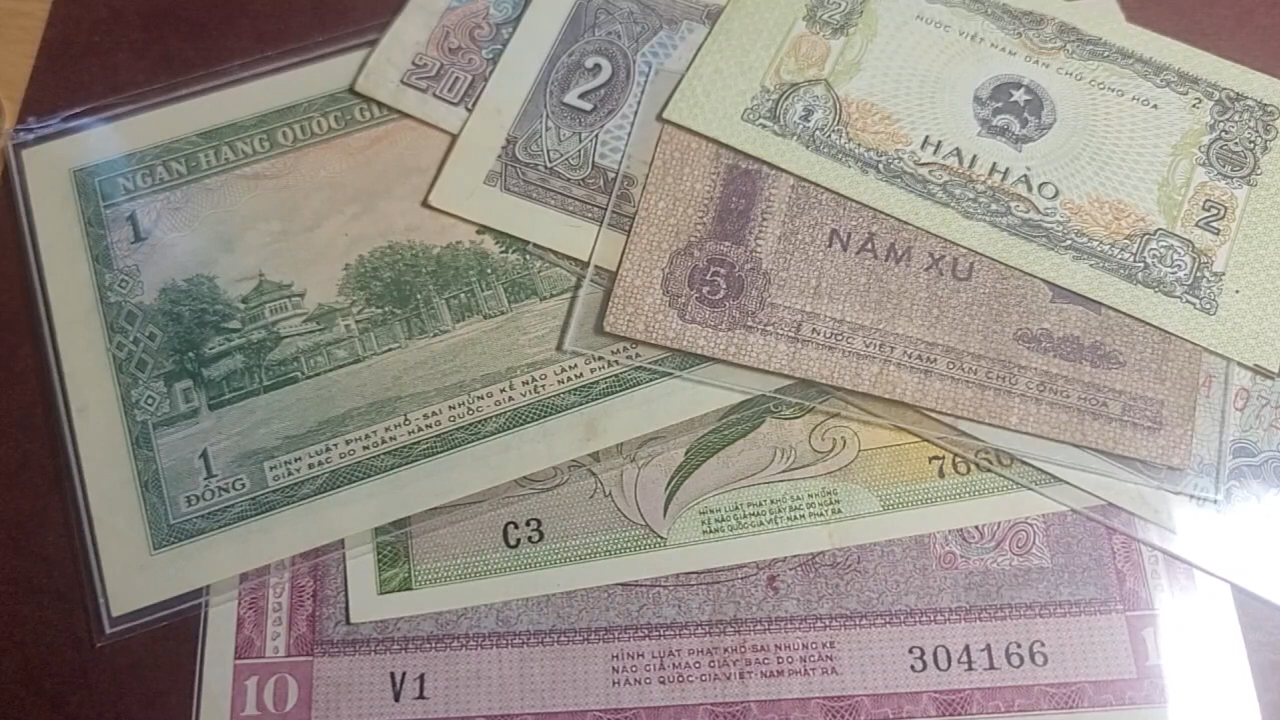 NGÂN-HÀNG QUỐC-GI
1
HÌNH LUẬT PHẠT KHỔ-SAI NHỮNG KẺ NÀO LÀM GIẢ MẠO
GIẤY BẠC DO NGÂN-HÀNG QUỐC-GIA VIỆT-NAM PHÁT RA
1
ĐỒNG
20
2
2
NƯỚC VIỆT NAM DÂN CHỦ CỘNG HÒA
2
2
HAI HÀO
2
NĂM XU
5
NƯỚC VIỆT NAM DÂN CHỦ CỘNG HÒA
C3
HÌNH LUẬT PHẠT KHỔ-SAI NHỮNG
KẺ NÀO GIẢ-MẠO GIẤY BẠC DO NGÂN-
HÀNG QUỐC-GIA VIỆT-NAM PHÁT RA
766
10
V1
HÌNH LUẬT PHẠT KHỔ-SAI NHỮNG KẺ
NÀO GIẢ-MẠO GIẤY BẠC DO NGÂN-
HÀNG QUỐC-GIA VIỆT-NAM PHÁT RA
304166
1